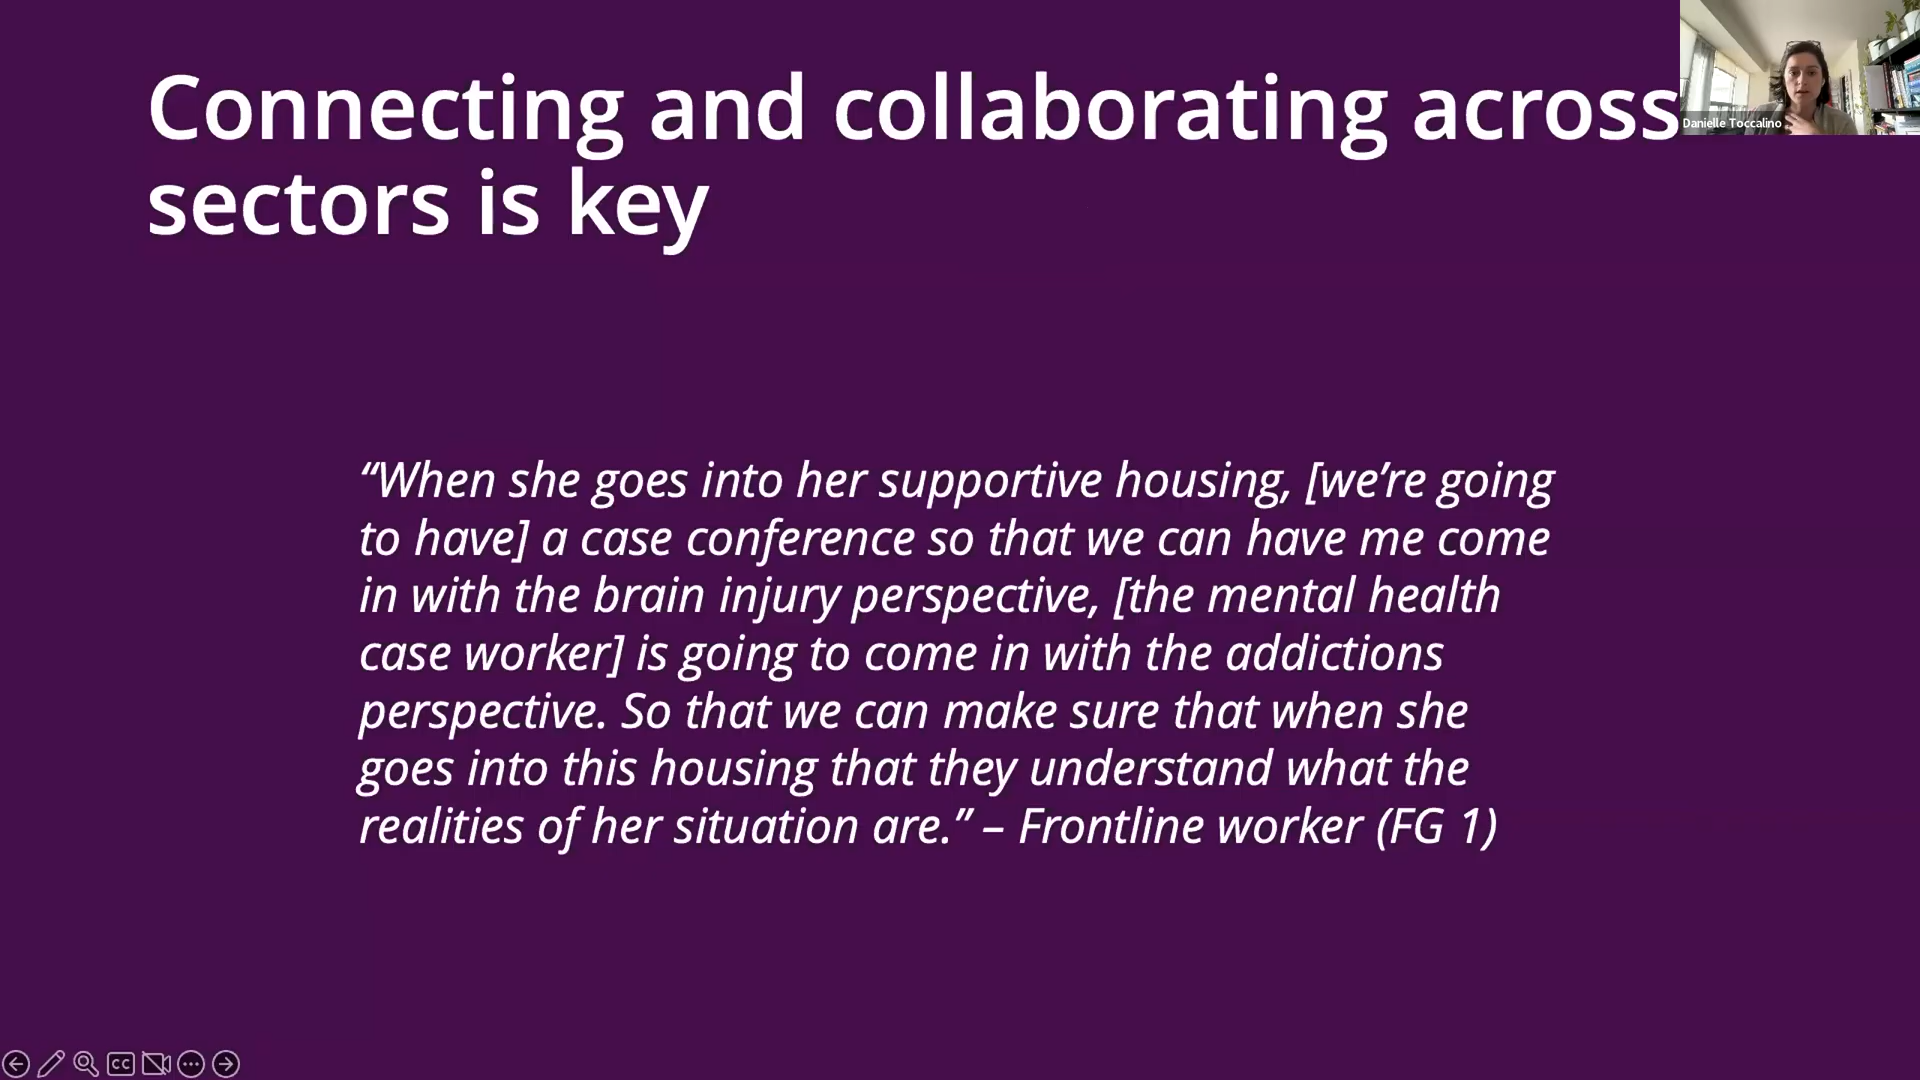 Connecting and collaborating across
sectors is key
Danielle Toccalino
“When she goes into her supportive housing, [we’re going
to have] a case conference so that we can have me come
in with the brain injury perspective, [the mental health
case worker] is going to come in with the addictions
perspective. So that we can make sure that when she
goes into this housing that they understand what the
realities of her situation are.” – Frontline worker (FG 1)
CC